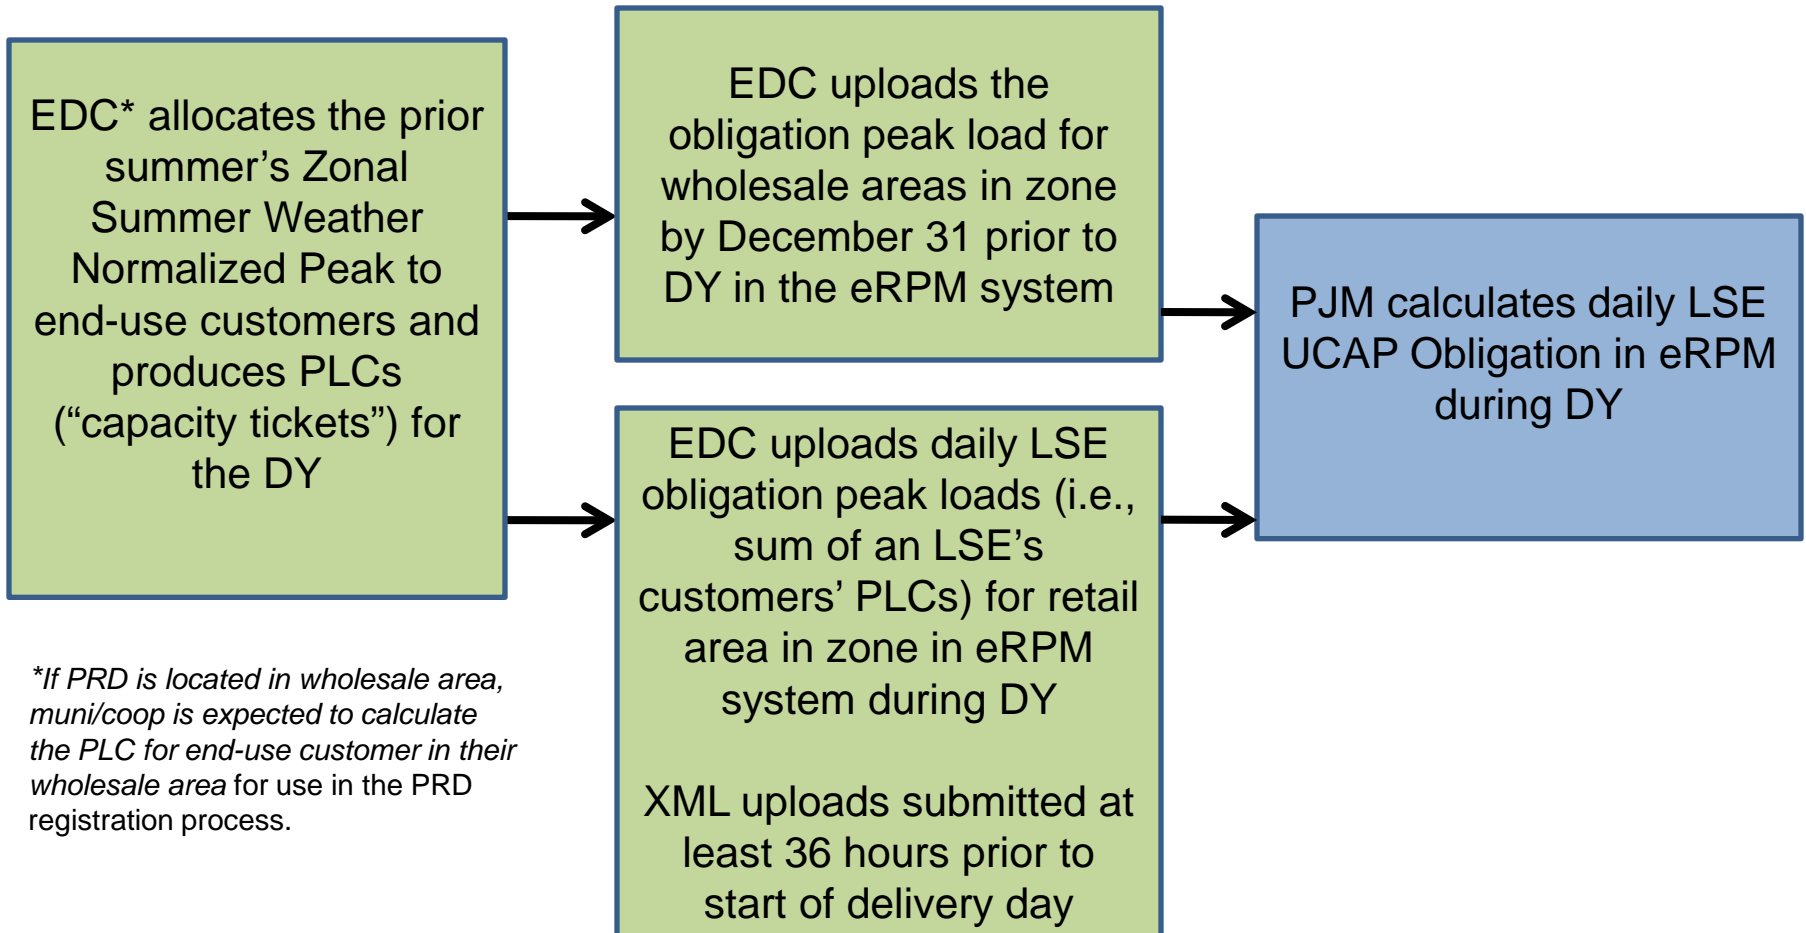 EDC* allocates the prior
summer’s Zonal
Summer Weather
Normalized Peak to
end-use customers and
produces PLCs
(“capacity tickets”) for
the DY
EDC uploads the
obligation peak load for
wholesale areas in zone
by December 31 prior to
DY in the eRPM system
EDC uploads daily LSE
obligation peak loads (i.e.,
sum of an LSE’s
customers’ PLCs) for retail
area in zone in eRPM
system during DY
XML uploads submitted at
least 36 hours prior to
start of delivery day
PJM calculates daily LSE
UCAP Obligation in eRPM
during DY
*If PRD is located in wholesale area,
muni/coop is expected to calculate
the PLC for end-use customer in their
wholesale area for use in the PRD
registration process.